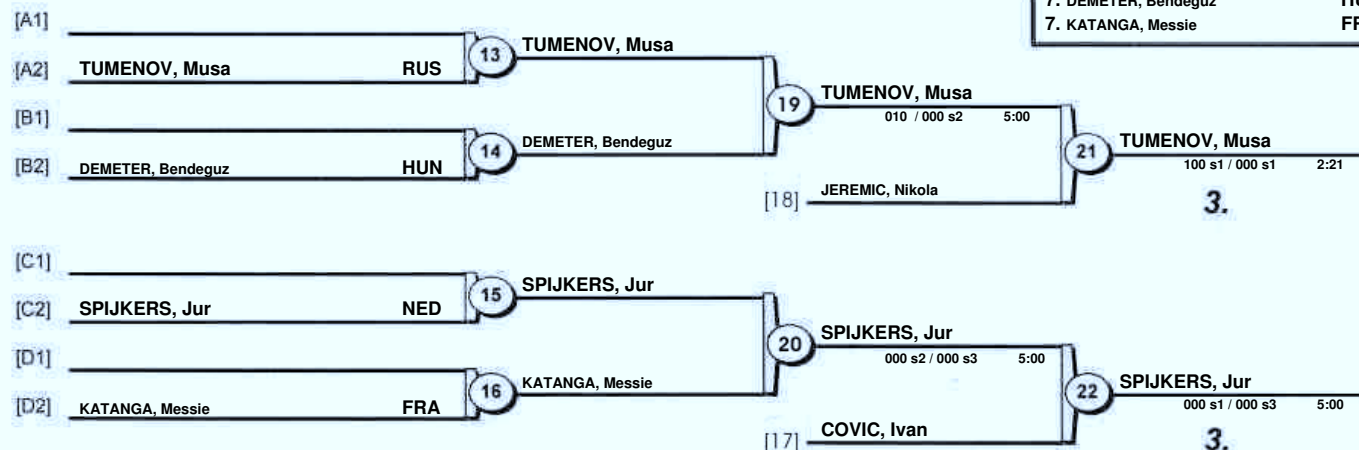 7. DEMETER, Bendeguz
7. KATANGA, Messie
[A1]
[A2] TUMENOV, Musa RUS
13 TUMENOV, Musa
[B1]
[B2] DEMETER, Bendeguz HUN
14 DEMETER, Bendeguz
19 TUMENOV, Musa
010 / 000 s2 5:00
[18] JEREMIC, Nikola
21 TUMENOV, Musa
100 s1 / 000 s1 2:21
3.
[C1]
[C2] SPIJKERS, Jur NED
15 SPIJKERS, Jur
[D1]
[D2] KATANGA, Messie FRA
16 KATANGA, Messie
20 SPIJKERS, Jur
000 s2 / 000 s3 5:00
[17] COVIC, Ivan
22 SPIJKERS, Jur
000 s1 / 000 s3 5:00
3.